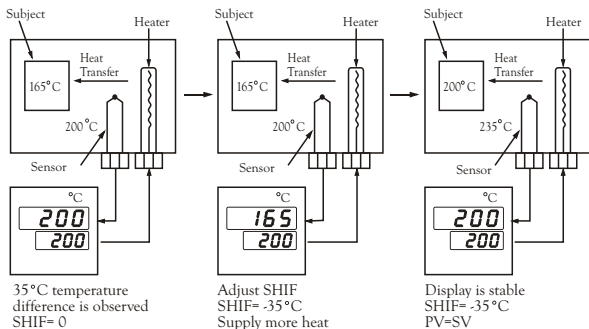 Subject
Heater
Heat
Transfer
165°C
200°C
Sensor
°C
200
200
35°C temperature
difference is observed
SHIF= 0
Subject
Heater
Heat
Transfer
165°C
200°C
Sensor
°C
165
200
Adjust SHIF
SHIF= -35°C
Supply more heat
Subject
Heater
Heat
Transfer
200°C
235°C
Sensor
°C
200
200
Display is stable
SHIF= -35°C
PV=SV